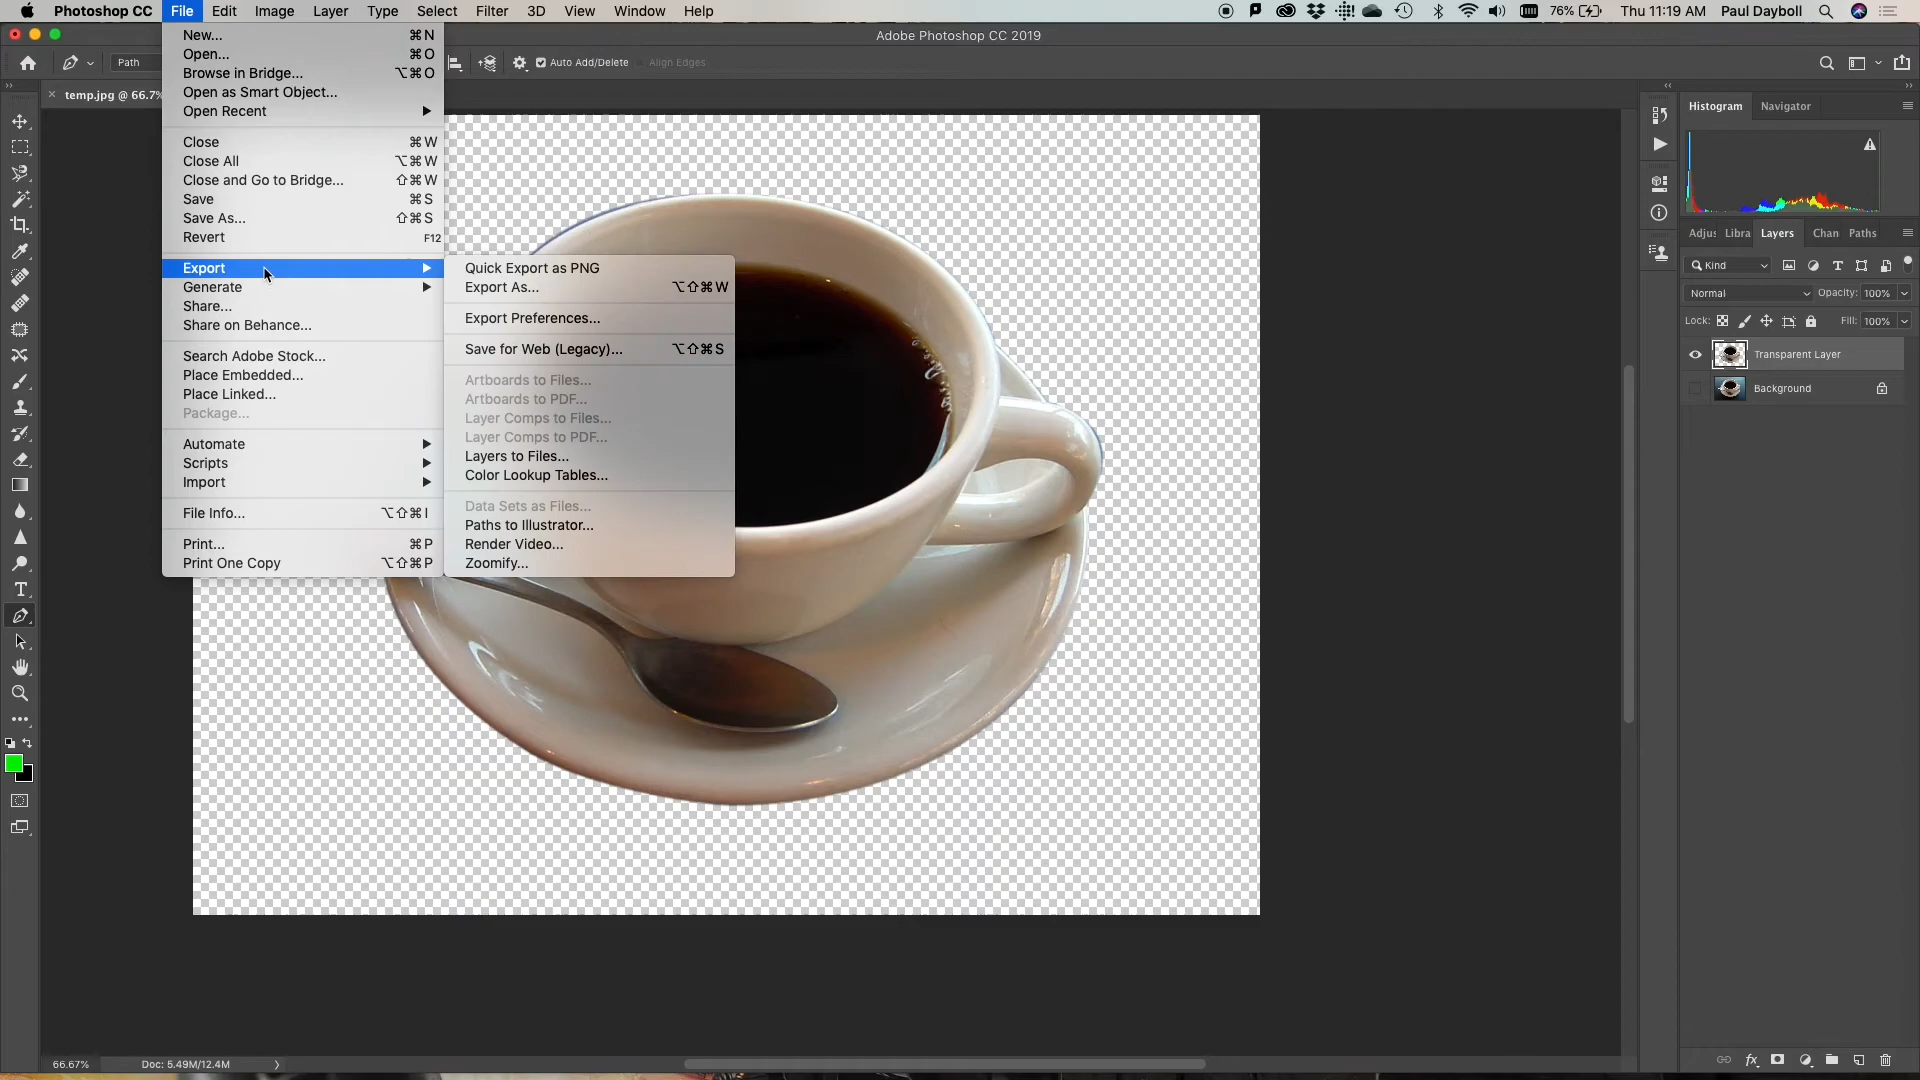 Photoshop CC File Edit Image Layer Type Select Filter 3D View Window Help 76% Thu 11:19 AM Paul Dayboll
Adobe Photoshop CC 2019
Path Auto Add/Delete Align Edges
temp.jpg @ 66.7%
New... ⌘N
Open... ⌘O
Browse in Bridge... ⌥⌘O
Open as Smart Object...
Open Recent ▶
Close ⌘W
Close All ⌥⌘W
Close and Go to Bridge... ⇧⌘W
Save ⌘S
Save As... ⇧⌘S
Revert F12
Export ▶
Generate ▶
Share...
Share on Behance...
Search Adobe Stock...
Place Embedded...
Place Linked...
Package...
Automate ▶
Scripts ▶
Import ▶
File Info... ⌥⇧⌘I
Print... ⌘P
Print One Copy ⌥⇧⌘P
Quick Export as PNG
Export As... ⌥⇧⌘W
Export Preferences...
Save for Web (Legacy)... ⌥⇧⌘S
Artboards to Files...
Artboards to PDF...
Layer Comps to Files...
Layer Comps to PDF...
Layers to Files...
Color Lookup Tables...
Data Sets as Files...
Paths to Illustrator...
Render Video...
Zoomify...
Histogram Navigator
Adjus Libra Layers Chan Paths
Kind
Normal Opacity: 100%
Lock: Fill: 100%
Transparent Layer
Background
66.67% Doc: 5.49M/12.4M